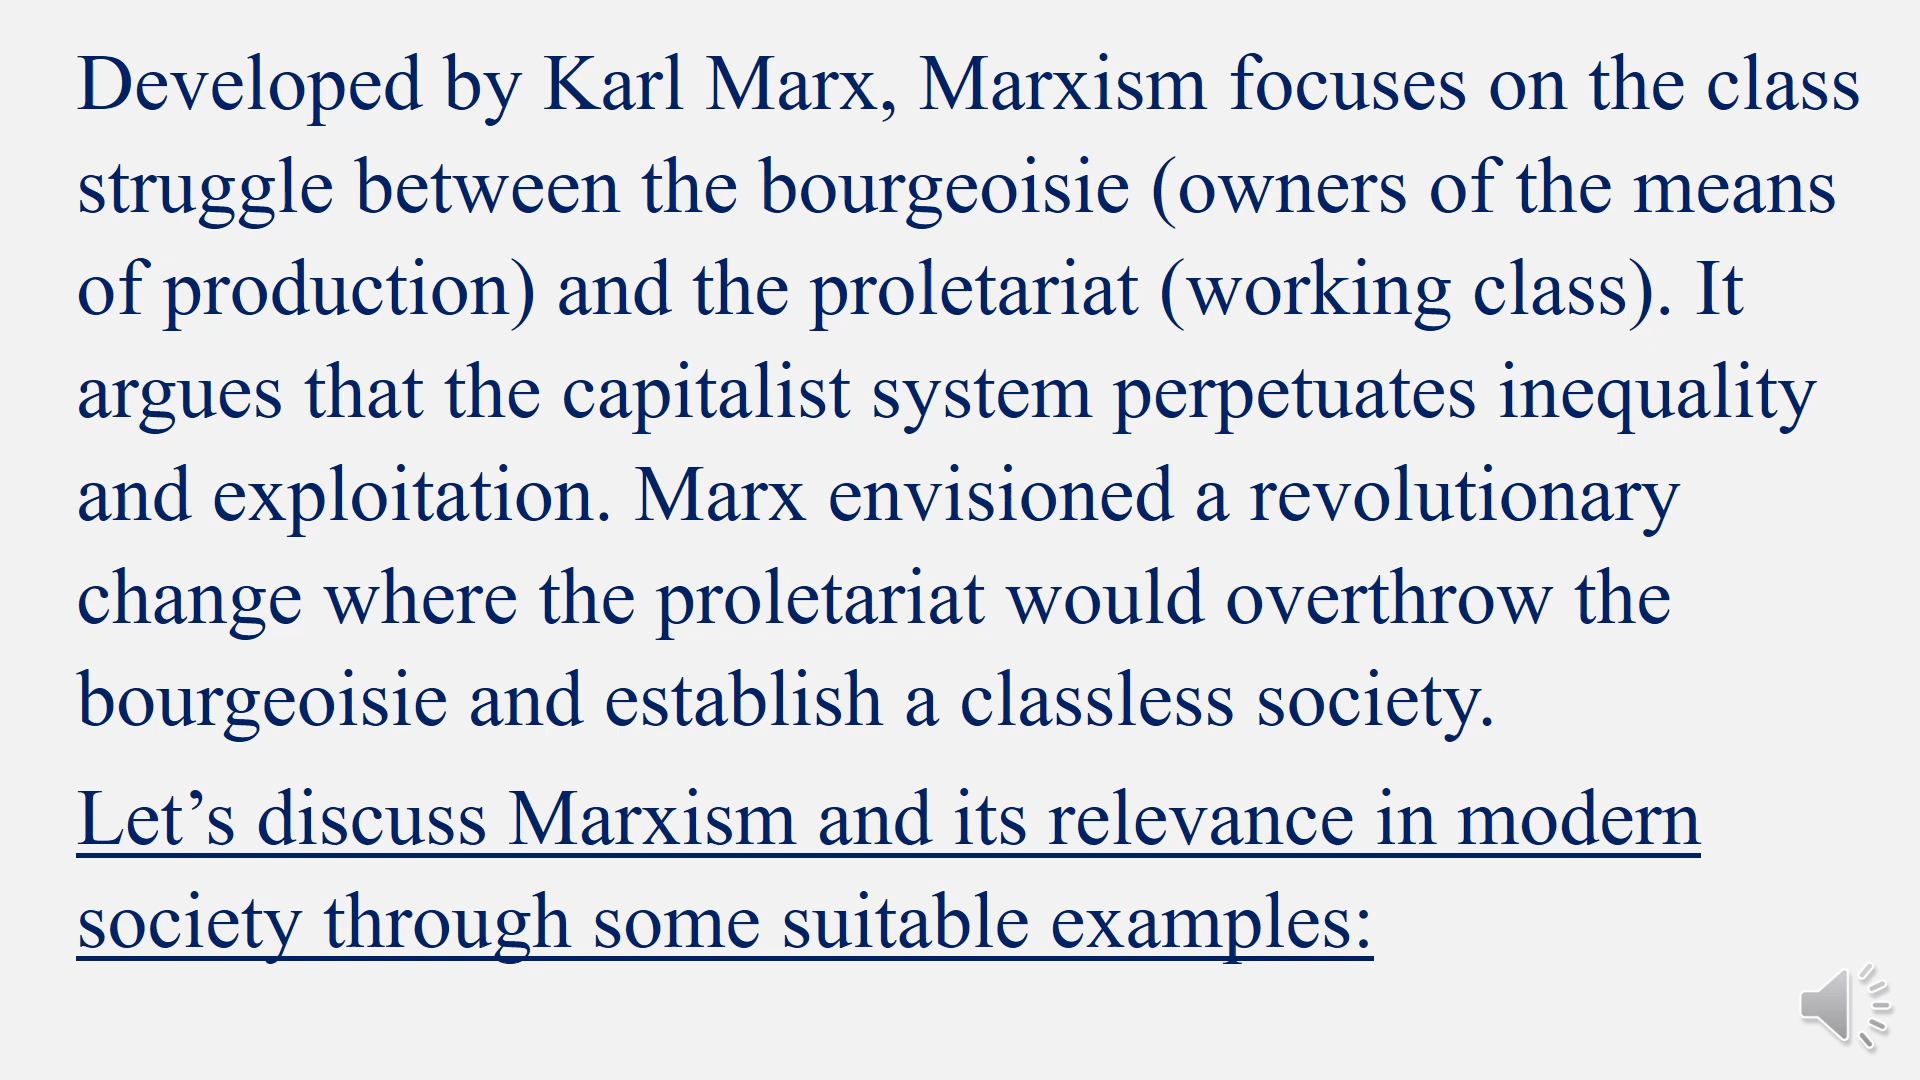 Developed by Karl Marx, Marxism focuses on the class
struggle between the bourgeoisie (owners of the means
of production) and the proletariat (working class). It
argues that the capitalist system perpetuates inequality
and exploitation. Marx envisioned a revolutionary
change where the proletariat would overthrow the
bourgeoisie and establish a classless society.
Let’s discuss Marxism and its relevance in modern
society through some suitable examples: